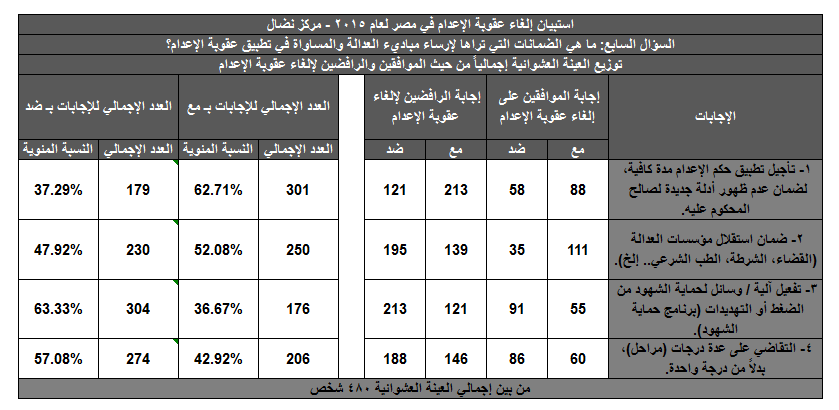 استبيان إلغاء عقوبة الإعدام في مصر لعام ٢٠١٥ - مركز نضال
السؤال السابع: ما هي الضمانات التي تراها لإرساء مباديء العدالة والمساواة في تطبيق عقوبة الإعدام؟
توزيع العينة العشوائية إجمالياً من حيث الموافقين والرافضين لإلغاء عقوبة الإعدام
الإجابات
إجابة الموافقين على
إلغاء عقوبة الإعدام
إجابة الرافضين لإلغاء
عقوبة الإعدام
العدد الإجمالي للإجابات بـ مع
العدد الإجمالي للإجابات بـ ضد
مع ضد مع ضد العدد الإجمالي النسبة المئوية العدد الإجمالي النسبة المئوية
١- تأجيل تطبيق حكم الإعدام مدة كافية،
لضمان عدم ظهور أدلة جديدة لصالح
المحكوم عليه.
88 58 213 121 301 62.71% 179 37.29%
٢- ضمان استقلال مؤسسات العدالة
(القضاء، الشرطة، الطب الشرعي.. إلخ).
111 35 139 195 250 52.08% 230 47.92%
٣- تفعيل آلية / وسائل لحماية الشهود من
الضغط أو التهديدات (برنامج حماية
الشهود).
55 91 121 213 176 36.67% 304 63.33%
٤- التقاضي على عدة درجات (مراحل)،
بدلاً من درجة واحدة.
60 86 146 188 206 42.92% 274 57.08%
من بين إجمالي العينة العشوائية ٤٨٠ شخص